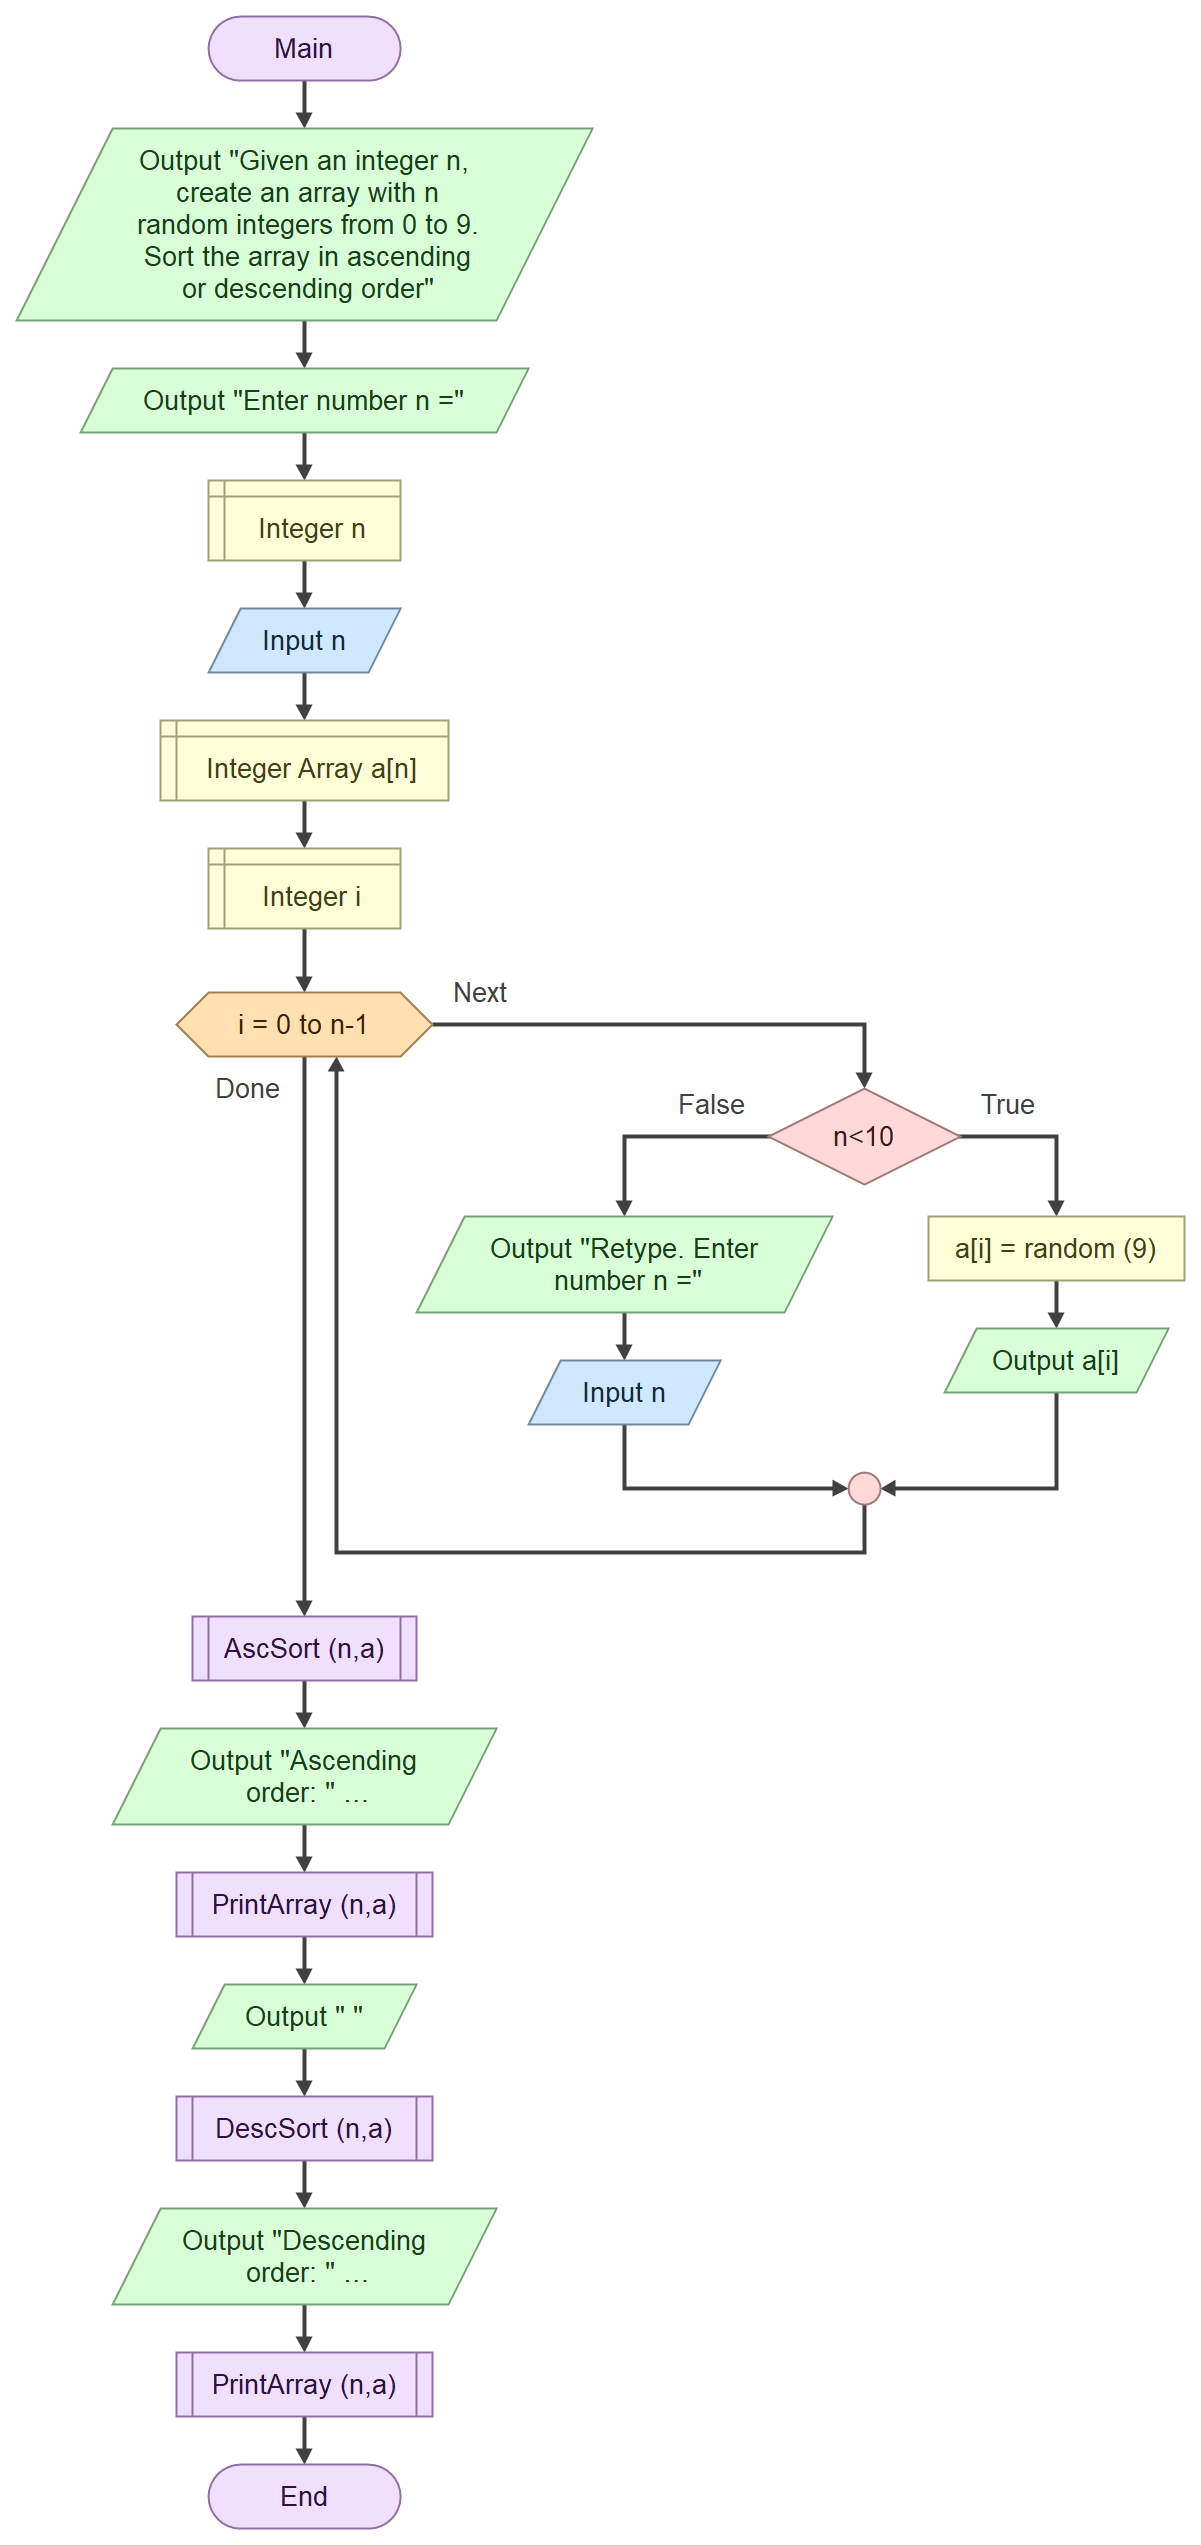 Main
Output "Given an integer n,
create an array with n
random integers from 0 to 9.
Sort the array in ascending
or descending order"
Output "Enter number n ="
Integer n
Input n
Integer Array a[n]
Integer i
i = 0 to n-1
Next
Done
n<10
False
True
Output "Retype. Enter
number n ="
Input n
a[i] = random (9)
Output a[i]
AscSort (n,a)
Output "Ascending
order: " ...
PrintArray (n,a)
Output " "
DescSort (n,a)
Output "Descending
order: " ...
PrintArray (n,a)
End